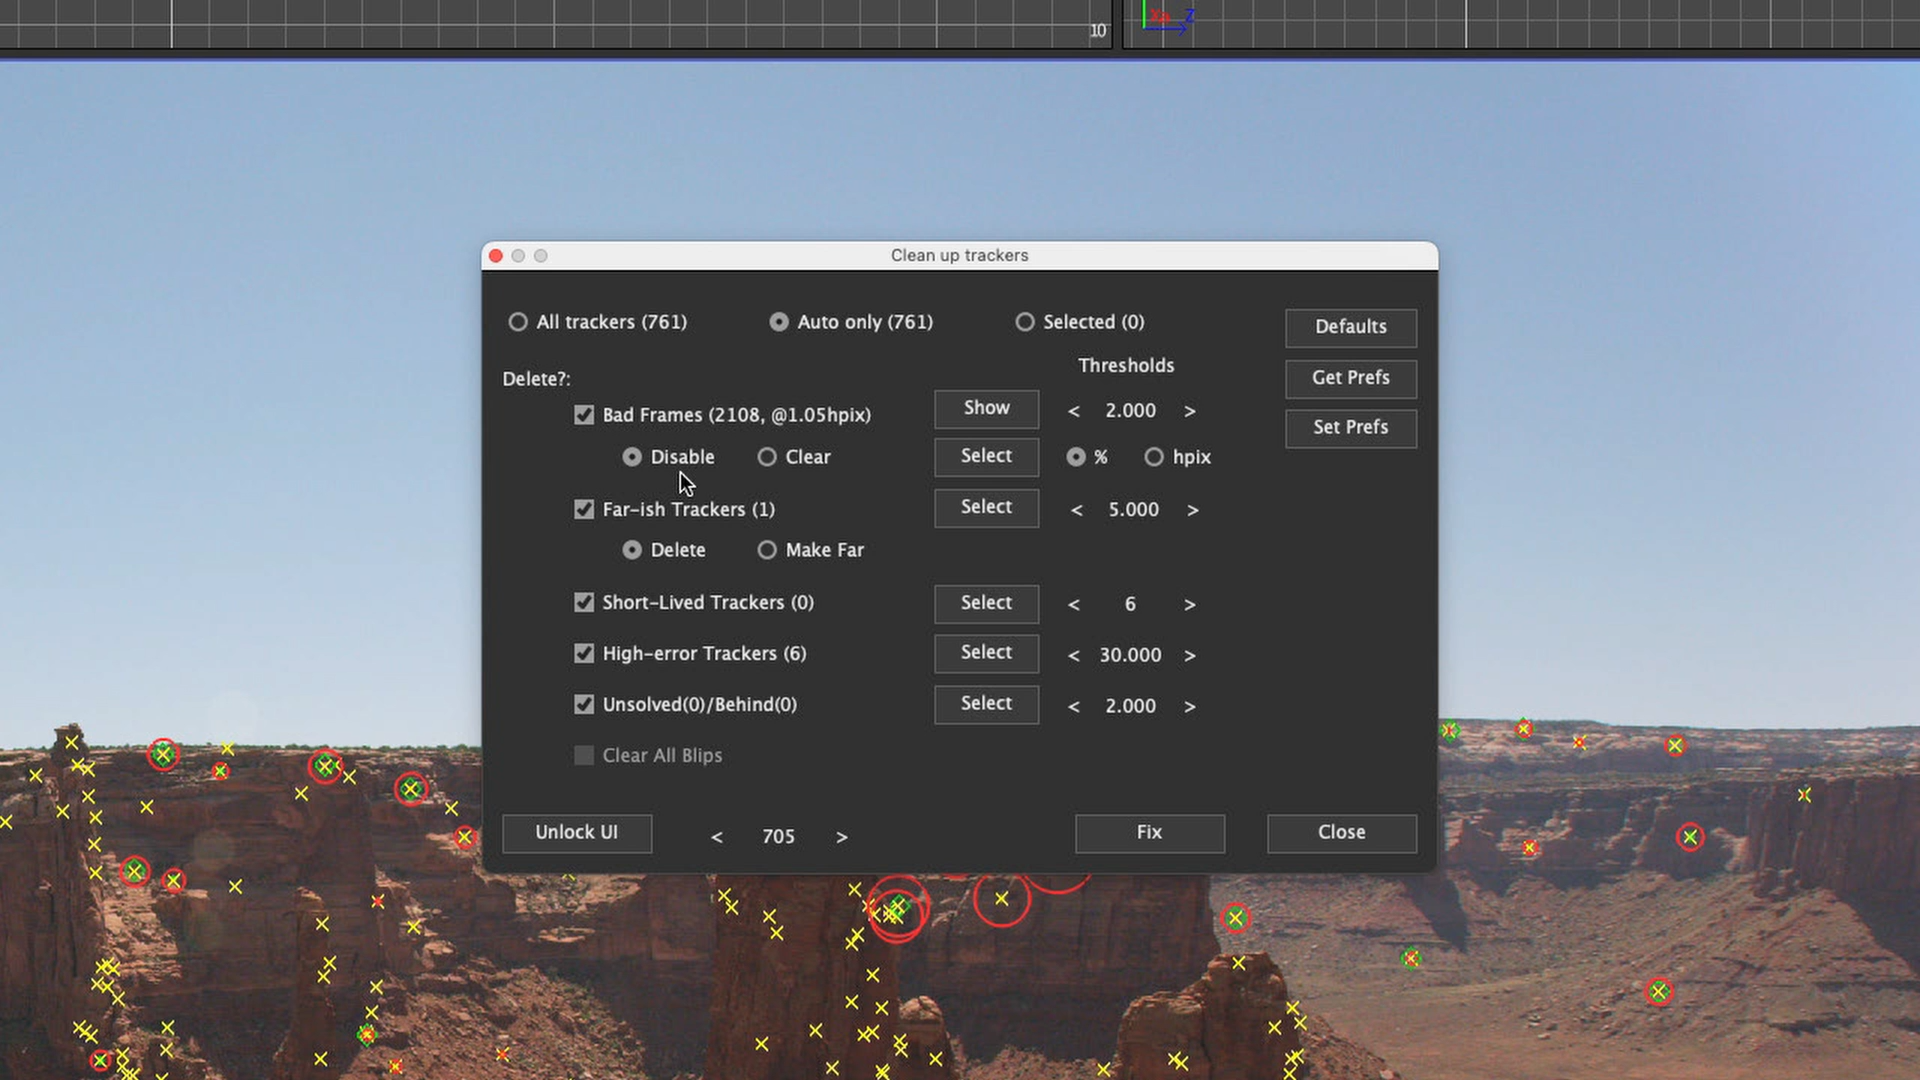 10
Z
Clean up trackers
All trackers (761) Auto only (761) Selected (0) Defaults
Thresholds
Get Prefs
Delete?:
Bad Frames (2108, @1.05hpix) Show < 2.000 >
Set Prefs
Disable Clear Select % hpix
Far-ish Trackers (1) Select < 5.000 >
Delete Make Far
Short-Lived Trackers (0) Select < 6 >
High-error Trackers (6) Select < 30.000 >
Unsolved(0)/Behind(0) Select < 2.000 >
Clear All Blips
Unlock UI < 705 > Fix Close